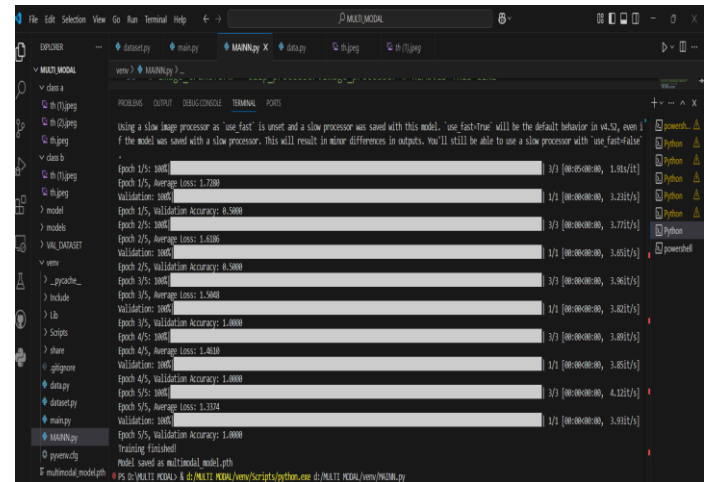 File Edit Selection View Go Run Terminal Help
MULTI_MODAL
EXPLORER
dataset.py
main.py
MAINN.py
data.py
th.jpeg
th (1).jpeg
MULTI_MODAL
class a
th (1).jpeg
th (2).jpeg
th.jpeg
class b
th (1).jpeg
th.jpeg
model
models
VAL_DATASET
venv
__pycache__
Include
Lib
Scripts
share
.gitignore
data.py
dataset.py
main.py
MAINN.py
pyvenv.cfg
multimodal_model.pth
venv > MAINN.py > ...
PROBLEMS OUTPUT DEBUG CONSOLE TERMINAL PORTS
Using a slow image processor as `use_fast` is unset and a slow processor was saved with this model. `use_fast=True` will be the default behavior in v4.52, even i
f the model was saved with a slow processor. This will result in minor differences in outputs. You'll still be able to use a slow processor with `use_fast=False`
.
Epoch 1/5: 100%| | 3/3 [00:05<00:00, 1.91s/it]
Epoch 1/5, Average Loss: 1.7280
Validation: 100%| | 1/1 [00:00<00:00, 3.23it/s]
Epoch 1/5, Validation Accuracy: 0.5000
Epoch 2/5: 100%| | 3/3 [00:00<00:00, 3.77it/s]
Epoch 2/5, Average Loss: 1.6186
Validation: 100%| | 1/1 [00:00<00:00, 3.65it/s]
Epoch 2/5, Validation Accuracy: 0.5000
Epoch 3/5: 100%| | 3/3 [00:00<00:00, 3.96it/s]
Epoch 3/5, Average Loss: 1.5048
Validation: 100%| | 1/1 [00:00<00:00, 3.82it/s]
Epoch 3/5, Validation Accuracy: 1.0000
Epoch 4/5: 100%| | 3/3 [00:00<00:00, 3.89it/s]
Epoch 4/5, Average Loss: 1.4610
Validation: 100%| | 1/1 [00:00<00:00, 3.85it/s]
Epoch 4/5, Validation Accuracy: 1.0000
Epoch 5/5: 100%| | 3/3 [00:00<00:00, 4.12it/s]
Epoch 5/5, Average Loss: 1.3374
Validation: 100%| | 1/1 [00:00<00:00, 3.93it/s]
Epoch 5/5, Validation Accuracy: 1.0000
Training finished!
Model saved as multimodal_model.pth
PS D:\MULTI MODAL> & d:/MULTI MODAL/venv/Scripts/python.exe d:/MULTI MODAL/venv/MAINN.py
powersh...
Python
Python
Python
Python
Python
Python
powershell